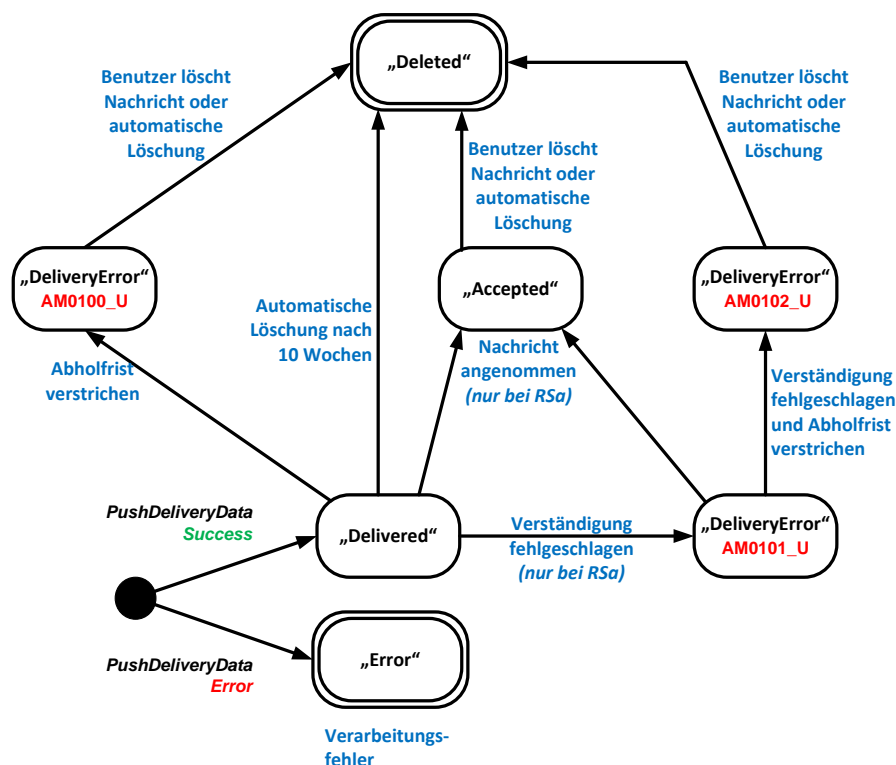 „Deleted“
Benutzer löscht
Nachricht oder
automatische
Löschung
Benutzer löscht
Nachricht oder
automatische
Löschung
Benutzer löscht
Nachricht oder
automatische
Löschung
„DeliveryError“
AM0100_U
„Accepted“
„DeliveryError“
AM0102_U
Automatische
Löschung nach
10 Wochen
Abholfrist
verstrichen
Nachricht
angenommen
(nur bei RSa)
Verständigung
fehlgeschlagen
und Abholfrist
verstrichen
PushDeliveryData
Success
„Delivered“
Verständigung
fehlgeschlagen
(nur bei RSa)
„DeliveryError“
AM0101_U
PushDeliveryData
Error
„Error“
Verarbeitungs-
fehler